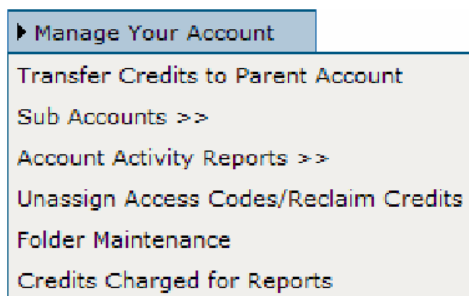 Manage Your Account
Transfer Credits to Parent Account
Sub Accounts >>
Account Activity Reports >>
Unassign Access Codes/Reclaim Credits
Folder Maintenance
Credits Charged for Reports